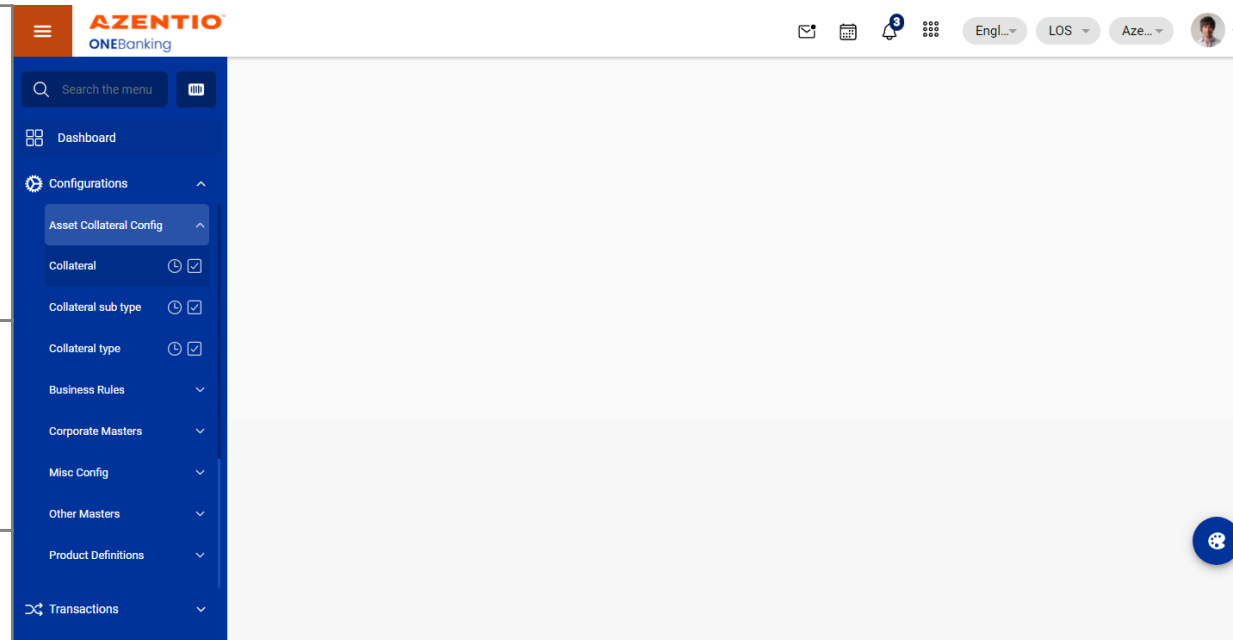 AZENTIO
ONEBanking
3
Engl...
LOS
Aze...
Search the menu
Dashboard
Configurations
Asset Collateral Config
Collateral
Collateral sub type
Collateral type
Business Rules
Corporate Masters
Misc Config
Other Masters
Product Definitions
Transactions